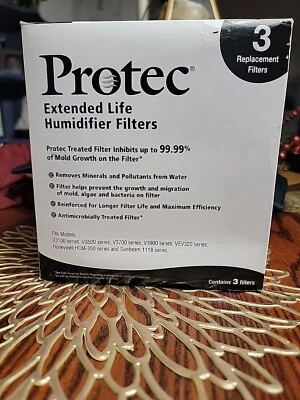 3
Replacement
Filters
Protec®
Extended Life
Humidifier Filters
Protec Treated Filter Inhibits up to 99.99%
of Mold Growth on the Filter*
Removes Minerals and Pollutants from Water
Filter helps prevent the growth and migration
of mold, algae and bacteria on filter
Reinforced for Longer Filter Life and Maximum Efficiency
Antimicrobially Treated Filter*
Fits Models:
V3100 series, V3500 series, V3700 series, V3900 series, VEV320 series,
Honeywell HCM-350 series and Sunbeam 1118 series
Contains 3 filters